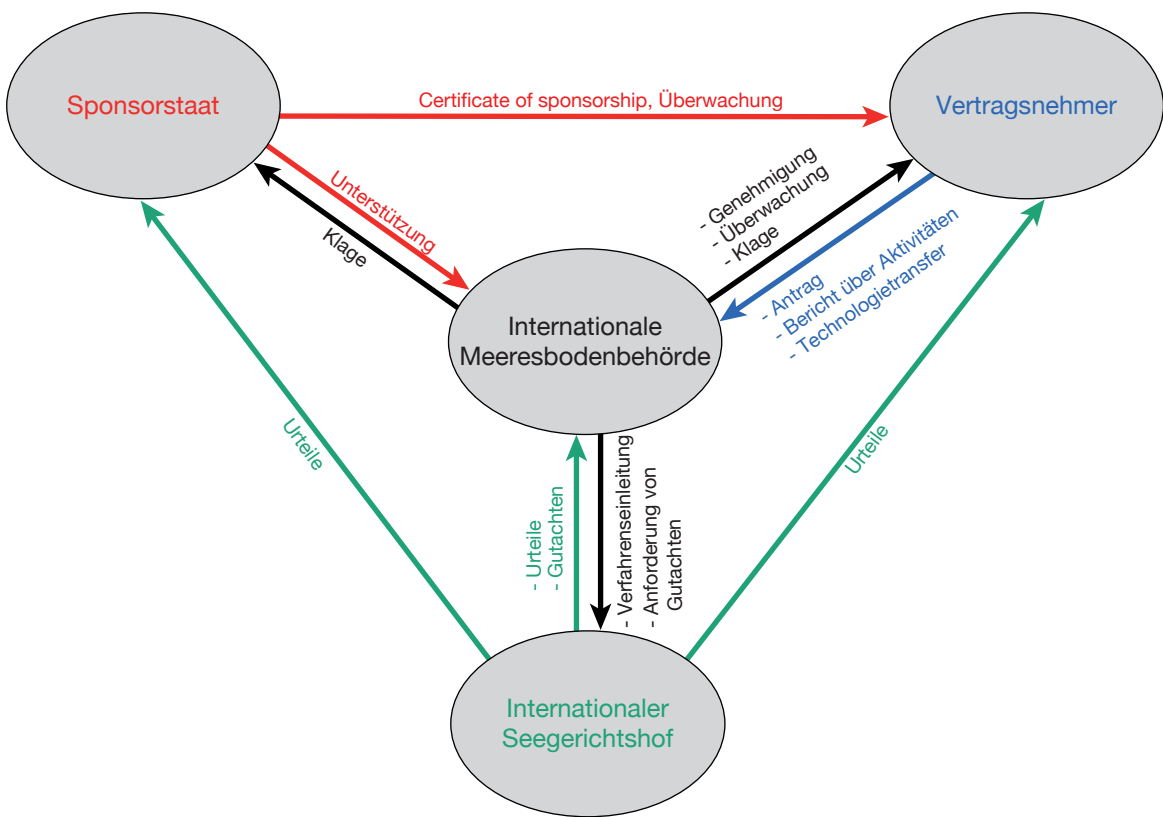 Sponsorstaat
Certificate of sponsorship, Überwachung
Vertragsnehmer
Unterstützung
Klage
- Genehmigung
- Überwachung
- Klage
- Antrag
- Bericht über Aktivitäten
- Technologietransfer
Internationale
Meeresbodenbehörde
Urteile
- Urteile
- Gutachten
- Verfahrenseinleitung
- Anforderung von
Gutachten
Urteile
Internationaler
Seegerichtshof